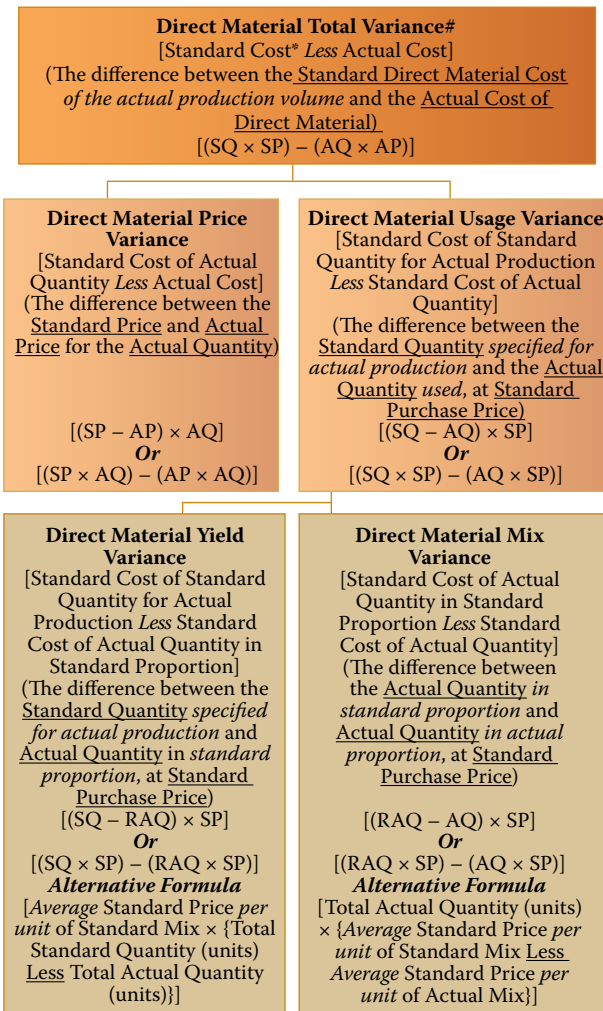 Direct Material Total Variance#
[Standard Cost* Less Actual Cost]
(The difference between the Standard Direct Material Cost
of the actual production volume and the Actual Cost of
Direct Material)
[(SQ × SP) – (AQ × AP)]
Direct Material Price
Variance
[Standard Cost of Actual
Quantity Less Actual Cost]
(The difference between the
Standard Price and Actual
Price for the Actual Quantity)
[(SP – AP) × AQ]
Or
[(SP × AQ) – (AP × AQ)]
Direct Material Usage Variance
[Standard Cost of Standard
Quantity for Actual Production
Less Standard Cost of Actual
Quantity]
(The difference between the
Standard Quantity specified for
actual production and the Actual
Quantity used, at Standard
Purchase Price)
[(SQ – AQ) × SP]
Or
[(SQ × SP) – (AQ × SP)]
Direct Material Yield
Variance
[Standard Cost of Standard
Quantity for Actual
Production Less Standard
Cost of Actual Quantity in
Standard Proportion]
(The difference between the
Standard Quantity specified
for actual production and
Actual Quantity in standard
proportion, at Standard
Purchase Price)
[(SQ – RAQ) × SP]
Or
[(SQ × SP) – (RAQ × SP)]
Alternative Formula
[Average Standard Price per
unit of Standard Mix × {Total
Standard Quantity (units)
Less Total Actual Quantity
(units)}]
Direct Material Mix
Variance
[Standard Cost of Actual
Quantity in Standard
Proportion Less Standard
Cost of Actual Quantity]
(The difference between
the Actual Quantity in
standard proportion and
Actual Quantity in actual
proportion, at Standard
Purchase Price)
[(RAQ – AQ) × SP]
Or
[(RAQ × SP) – (AQ × SP)]
Alternative Formula
[Total Actual Quantity (units)
× {Average Standard Price per
unit of Standard Mix Less
Average Standard Price per
unit of Actual Mix}]